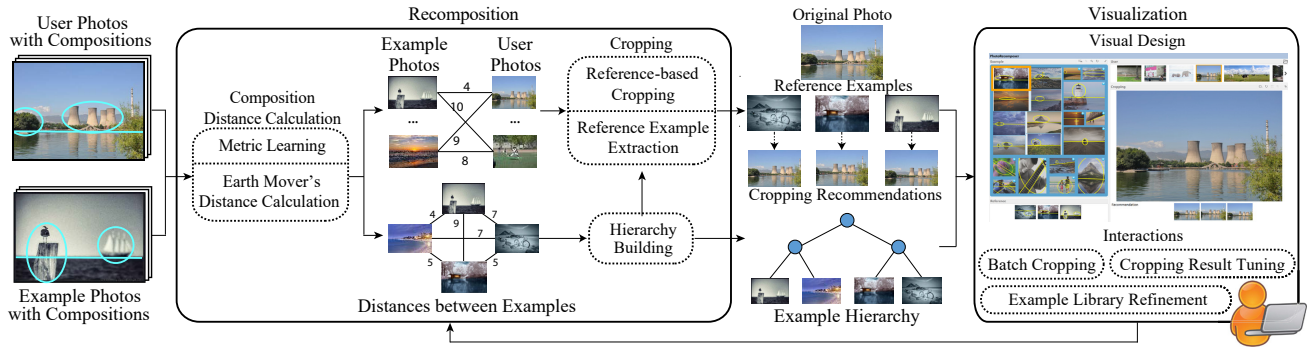 User Photos
with Compositions
Example Photos
with Compositions
Recomposition
Composition
Distance Calculation
Metric Learning
Earth Mover's
Distance Calculation
Example
Photos
User
Photos
4
10
...
...
9
8
4
7
9
7
5
5
Distances between Examples
Cropping
Reference-based
Cropping
Reference Example
Extraction
Hierarchy
Building
Original Photo
Reference Examples
Cropping Recommendations
Example Hierarchy
Visualization
Visual Design
Interactions
Batch Cropping
Cropping Result Tuning
Example Library Refinement